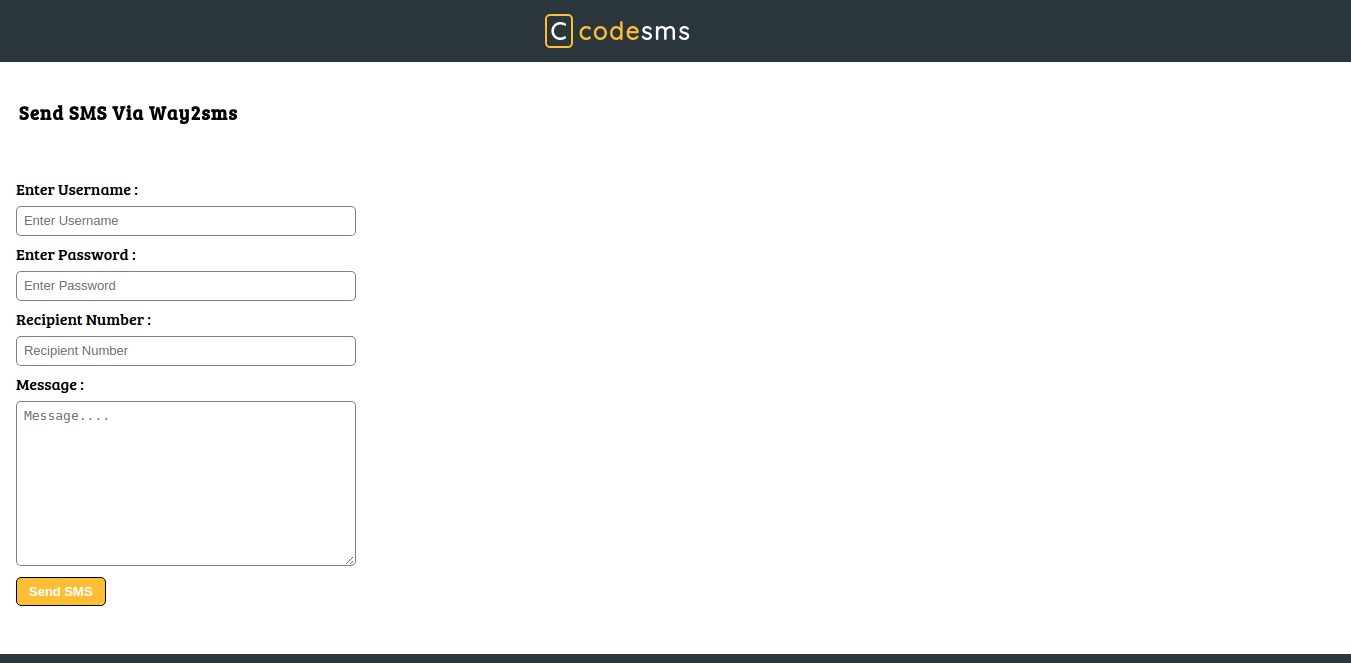 C codesms
Send SMS Via Way2sms
Enter Username :
Enter Username
Enter Password :
Enter Password
Recipient Number :
Recipient Number
Message :
Message....
Send SMS